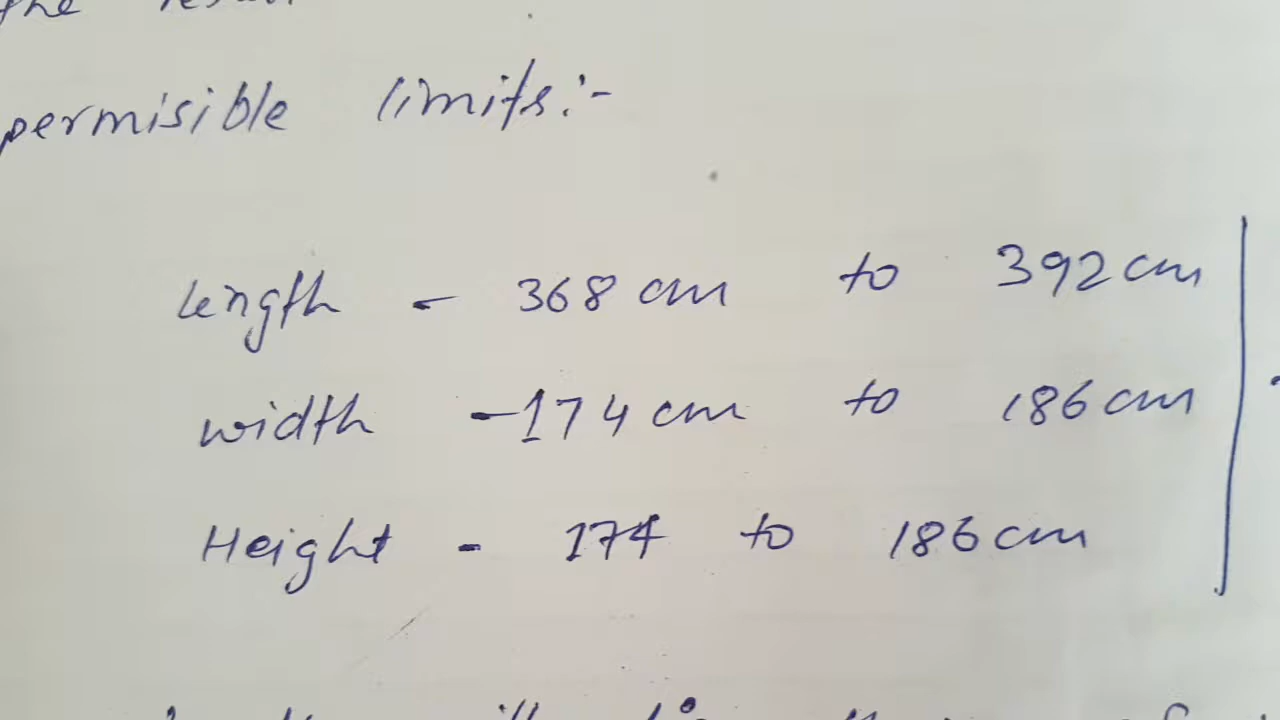 the
permisible limits:-
length - 368 cm to 392 cm
width - 174 cm to 186 cm
Height - 174 to 186 cm